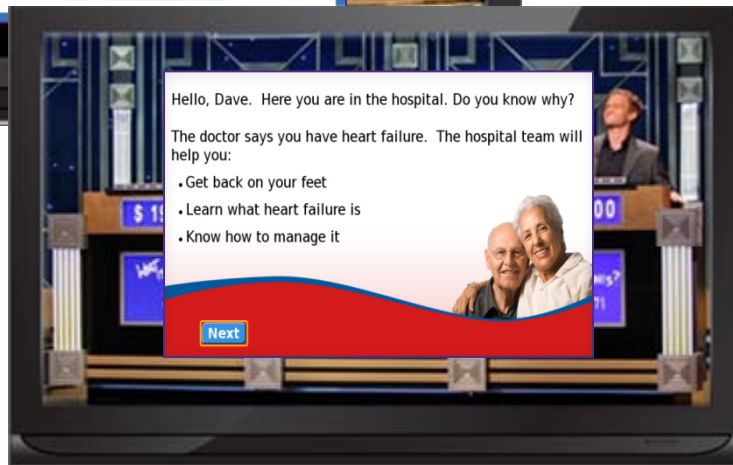 Hello, Dave. Here you are in the hospital. Do you know why?
The doctor says you have heart failure. The hospital team will
help you:
• Get back on your feet
• Learn what heart failure is
• Know how to manage it
$ 19
00
Next